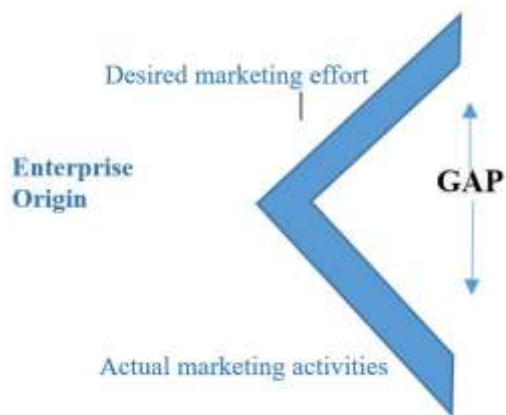 Desired marketing effort
Enterprise
Origin
GAP
Actual marketing activities